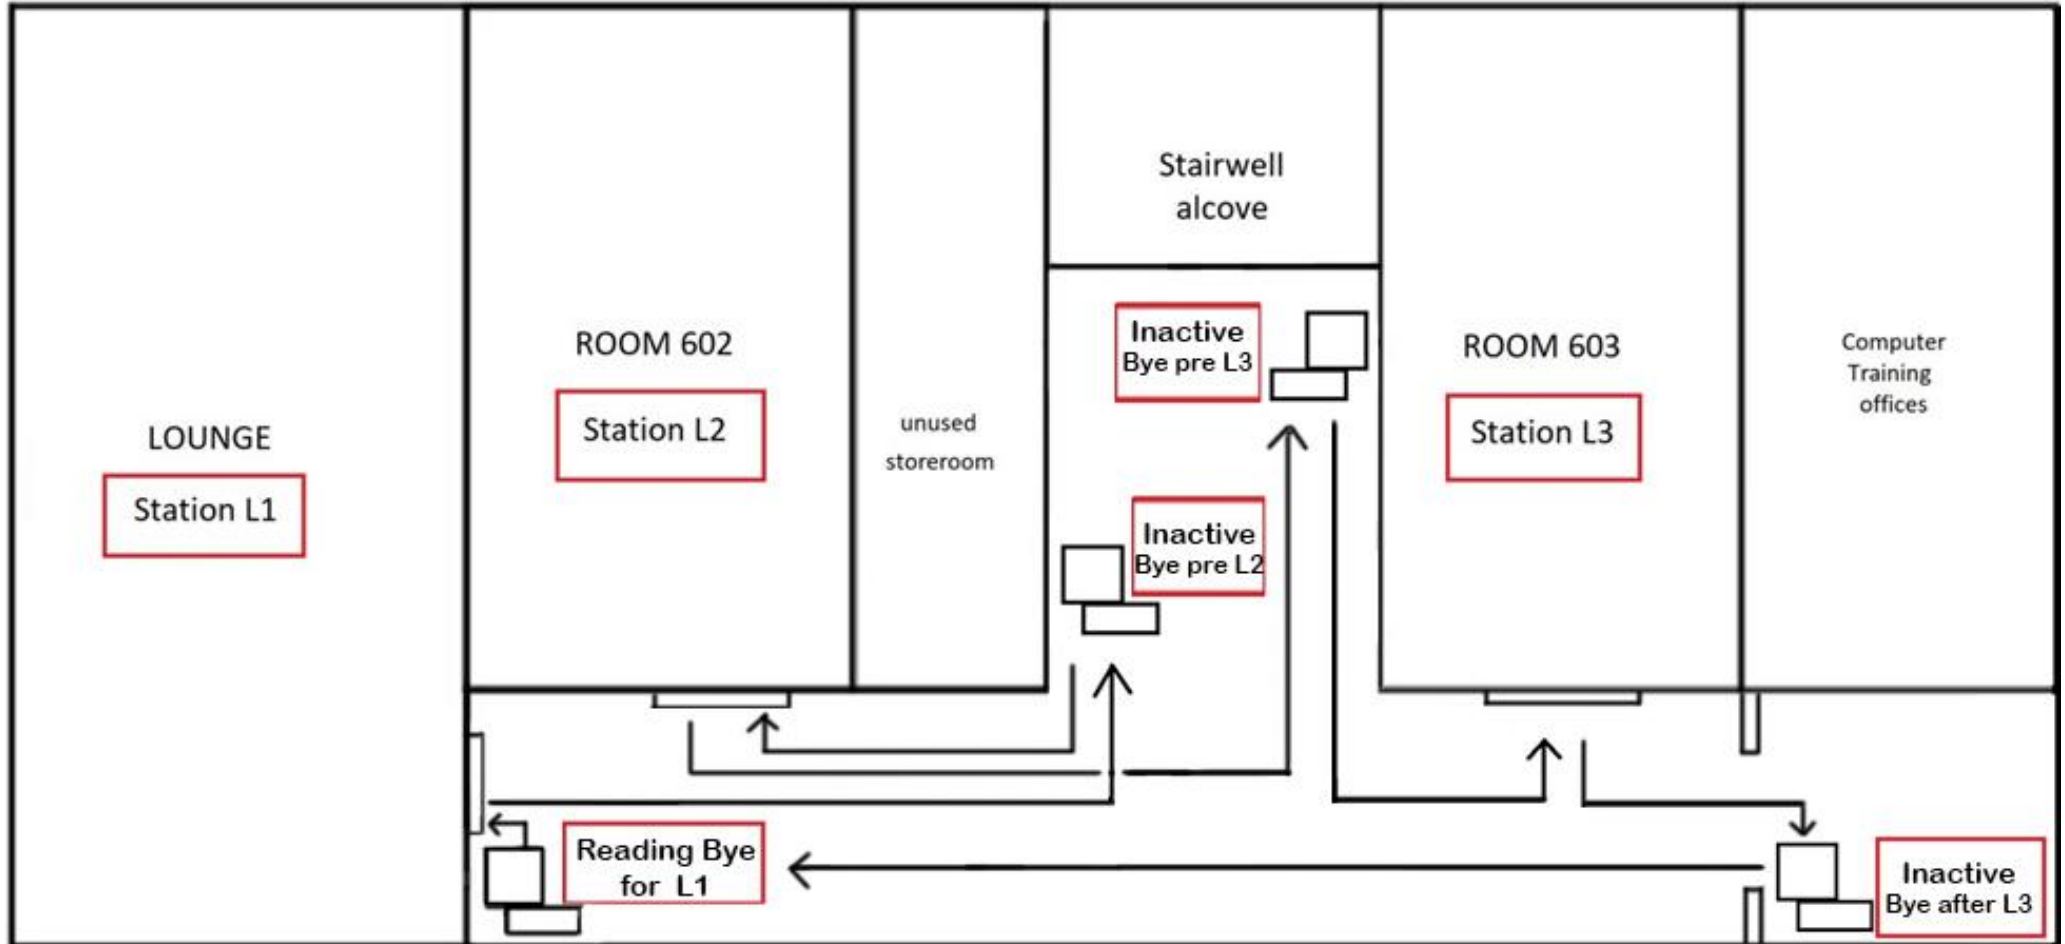 LOUNGE
Station L1
ROOM 602
Station L2
unused
storeroom
Stairwell
alcove
Inactive
Bye pre L3
Inactive
Bye pre L2
ROOM 603
Station L3
Computer
Training
offices
Reading Bye
for L1
Inactive
Bye after L3